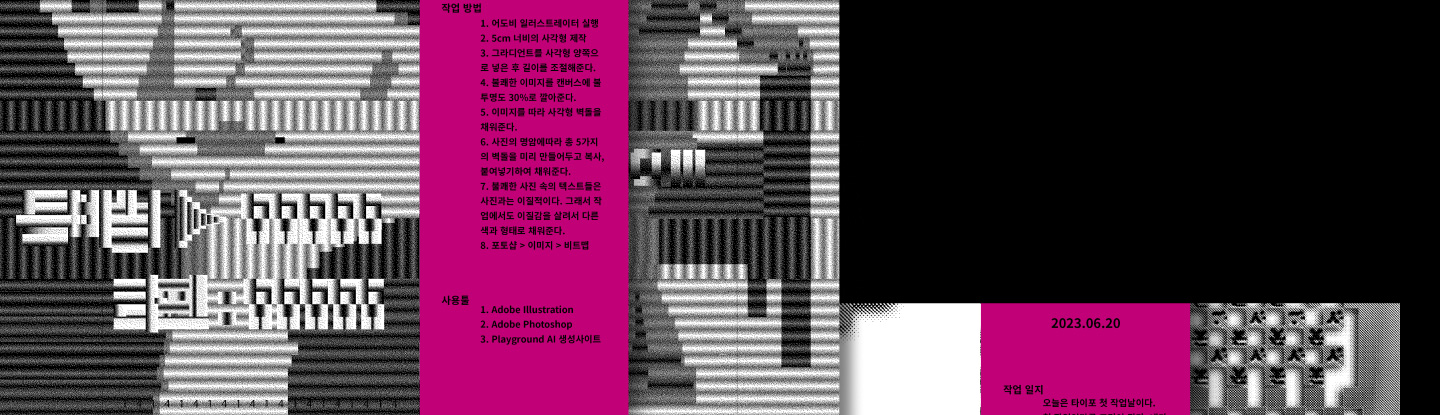 작업 방법
1. 어도비 일러스트레이터 실행
2. 5cm 너비의 사각형 제작
3. 그라디언트를 사각형 양쪽으
로 넣은 후 길이를 조절해준다.
4. 불쾌한 이미지를 캔버스에 불
투명도 30%로 깔아준다.
5. 이미지를 따라 사각형 벽돌을
채워준다.
6. 사진의 명암에따라 총 5가지
의 벽돌을 미리 만들어두고 복사,
붙여넣기하여 채워준다.
7. 불쾌한 사진 속의 텍스트들은
사진과는 이질적이다. 그래서 작
업에서도 이질감을 살려서 다른
색과 형태로 채워준다.
8. 포토샵 > 이미지 > 비트맵
사용툴
1. Adobe Illustration
2. Adobe Photoshop
3. Playground AI 생성사이트
2023.06.20
작업 일지
오늘은 타이포 첫 작업날이다.